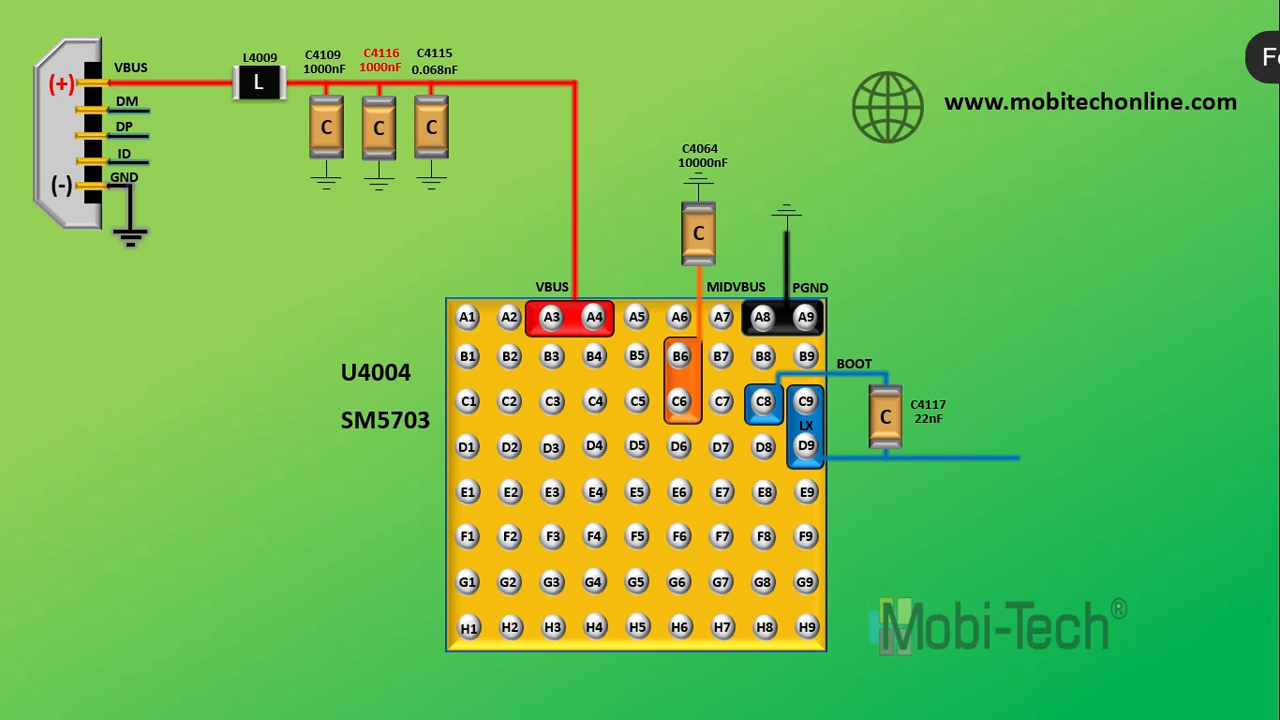 VBUS
(+)
DM
DP
ID
GND
(-)
L4009
L
C4109
1000nF
C4116
1000nF
C4115
0.068nF
C
C
C
www.mobitechonline.com
Fe
C4064
10000nF
C
VBUS
MIDVBUS
PGND
A1 A2 A3 A4 A5 A6 A7 A8 A9
B1 B2 B3 B4 B5 B6 B7 B8 B9
C1 C2 C3 C4 C5 C6 C7 C8 C9
LX
D1 D2 D3 D4 D5 D6 D7 D8 D9
E1 E2 E3 E4 E5 E6 E7 E8 E9
F1 F2 F3 F4 F5 F6 F7 F8 F9
G1 G2 G3 G4 G5 G6 G7 G8 G9
H1 H2 H3 H4 H5 H6 H7 H8 H9
U4004
SM5703
BOOT
C
C4117
22nF
Mobi-Tech®